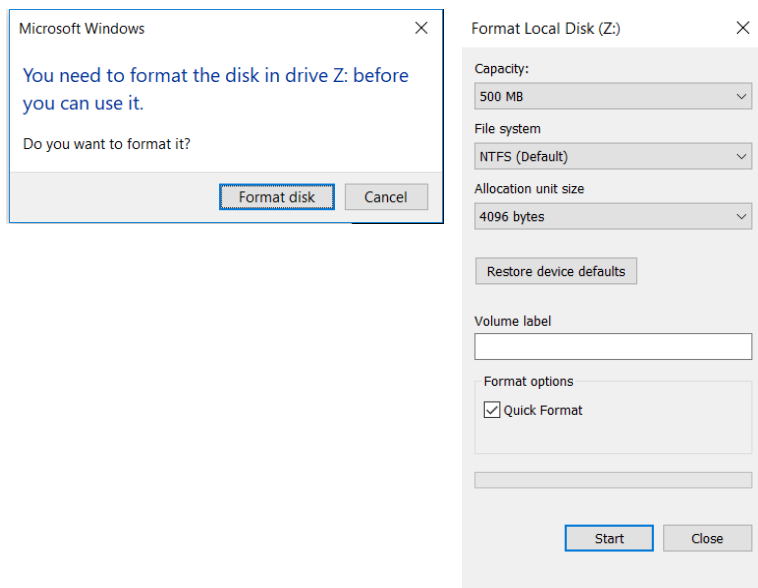 Microsoft Windows
You need to format the disk in drive Z: before
you can use it.
Do you want to format it?
Format disk
Cancel
Format Local Disk (Z:)
Capacity:
500 MB
File system
NTFS (Default)
Allocation unit size
4096 bytes
Restore device defaults
Volume label
Format options
Quick Format
Start
Close